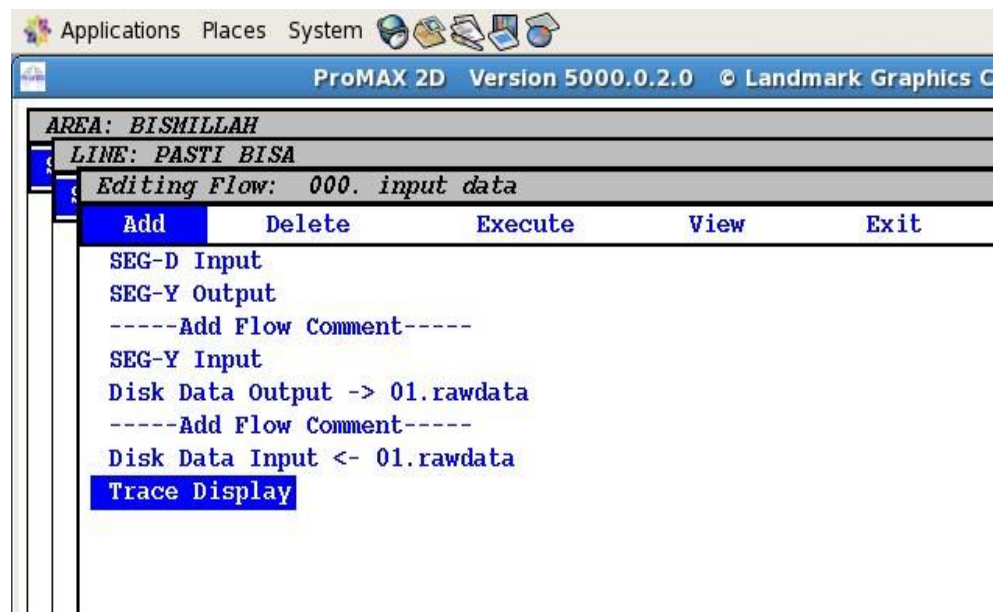 Applications Places System
ProMAX 2D Version 5000.0.2.0 © Landmark Graphics C
AREA: BISMILLAH
LINE: PASTI BISA
Editing Flow: 000. input data
Add Delete Execute View Exit
SEG-D Input
SEG-Y Output
-----Add Flow Comment-----
SEG-Y Input
Disk Data Output -> 01.rawdata
-----Add Flow Comment-----
Disk Data Input <- 01.rawdata
Trace Display